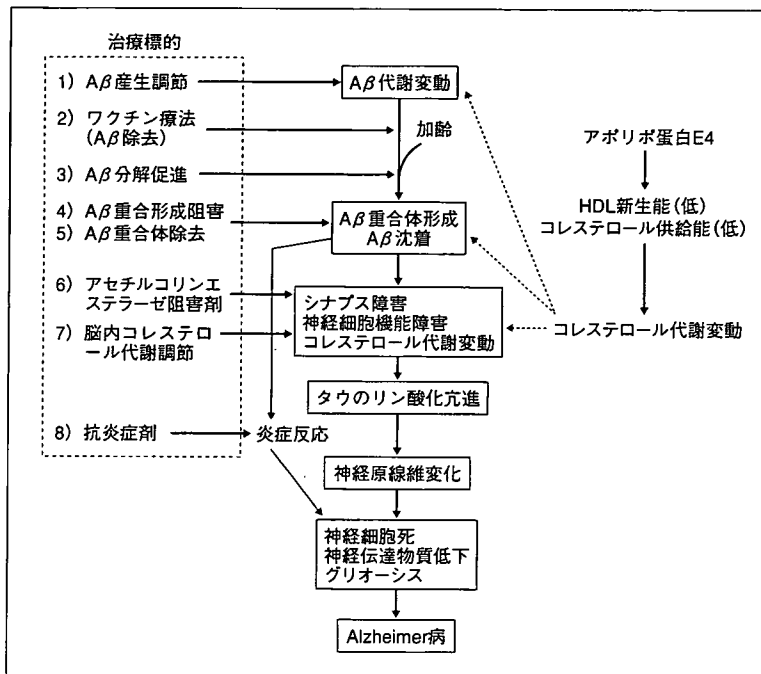 治療標的
1) Aβ産生調節
2) ワクチン療法
(Aβ除去)
3) Aβ分解促進
4) Aβ重合形成阻害
5) Aβ重合体除去
6) アセチルコリンエ
ステラーゼ阻害剤
7) 脳内コレステロ
ール代謝調節
8) 抗炎症剤
Aβ代謝変動
加齢
Aβ重合体形成
Aβ沈着
シナプス障害
神経細胞機能障害
コレステロール代謝変動
タウのリン酸化亢進
炎症反応
神経原線維変化
神経細胞死
神経伝達物質低下
グリオーシス
Alzheimer病
アポリポ蛋白E4
HDL新生能(低)
コレステロール供給能(低)
コレステロール代謝変動